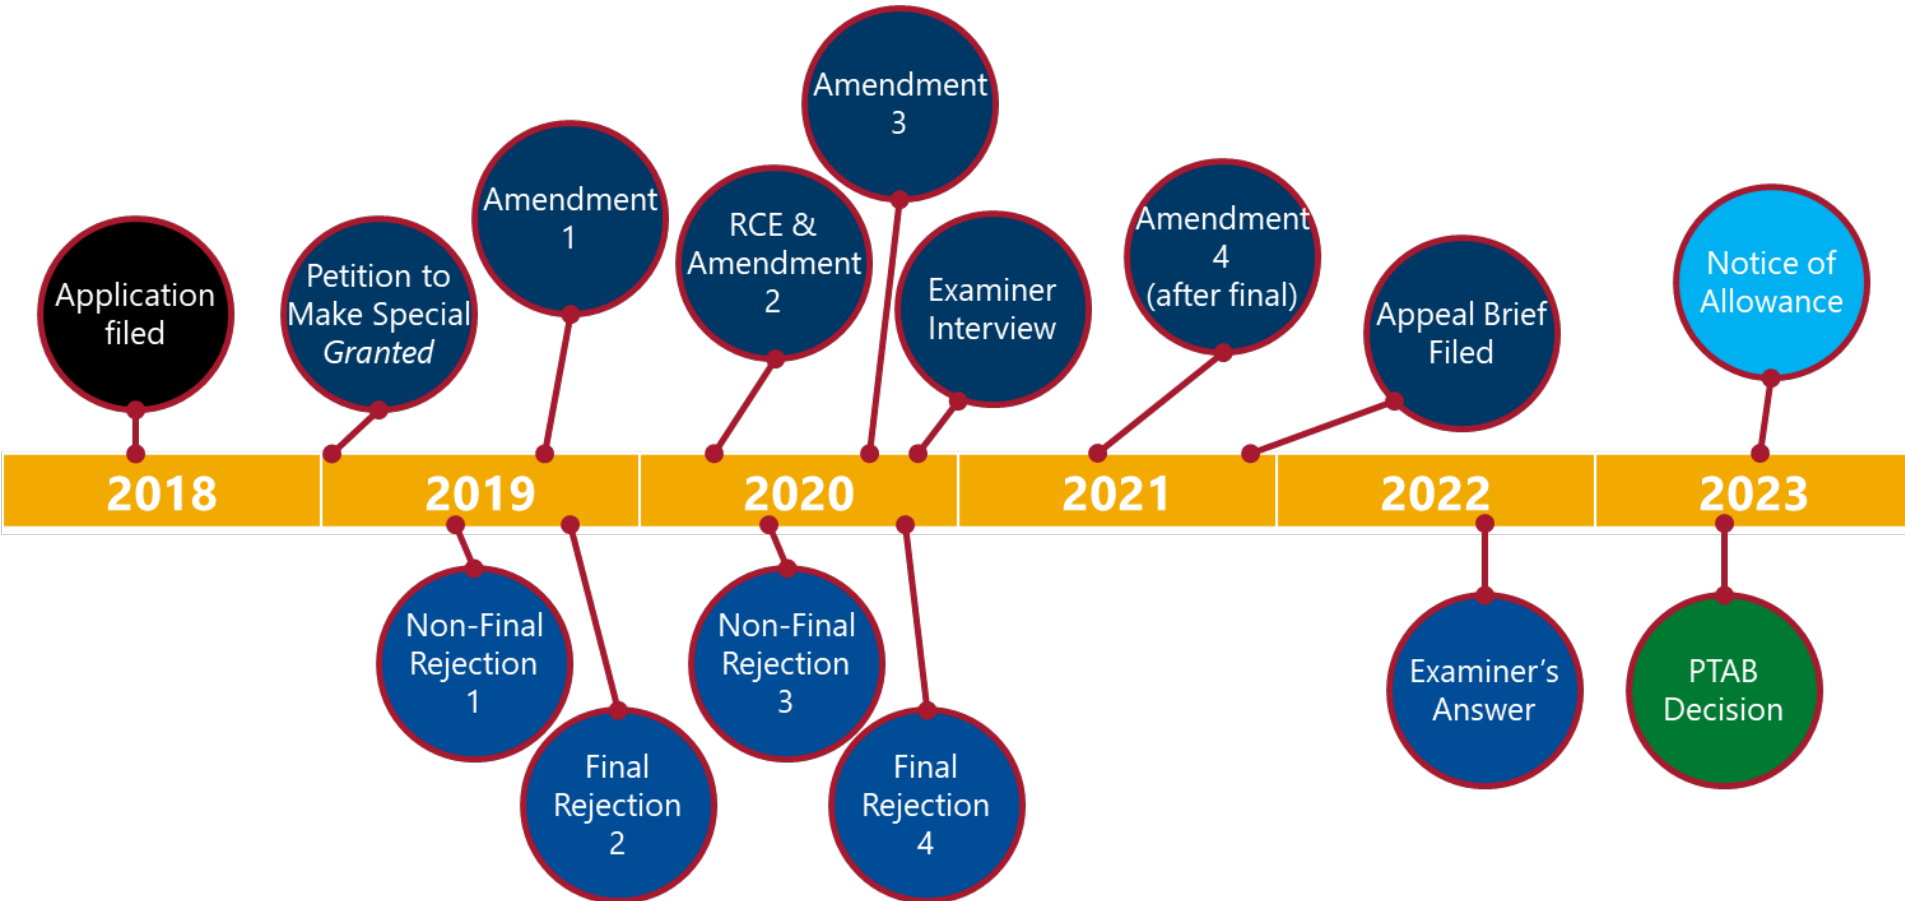 Amendment
3
Amendment
1
RCE &
Amendment
2
Amendment
4
(after final)
Application
filed
Petition to
Make Special
Granted
Examiner
Interview
Appeal Brief
Filed
Notice of
Allowance
2018
2019
2020
2021
2022
2023
Non-Final
Rejection
1
Final
Rejection
2
Non-Final
Rejection
3
Final
Rejection
4
Examiner’s
Answer
PTAB
Decision